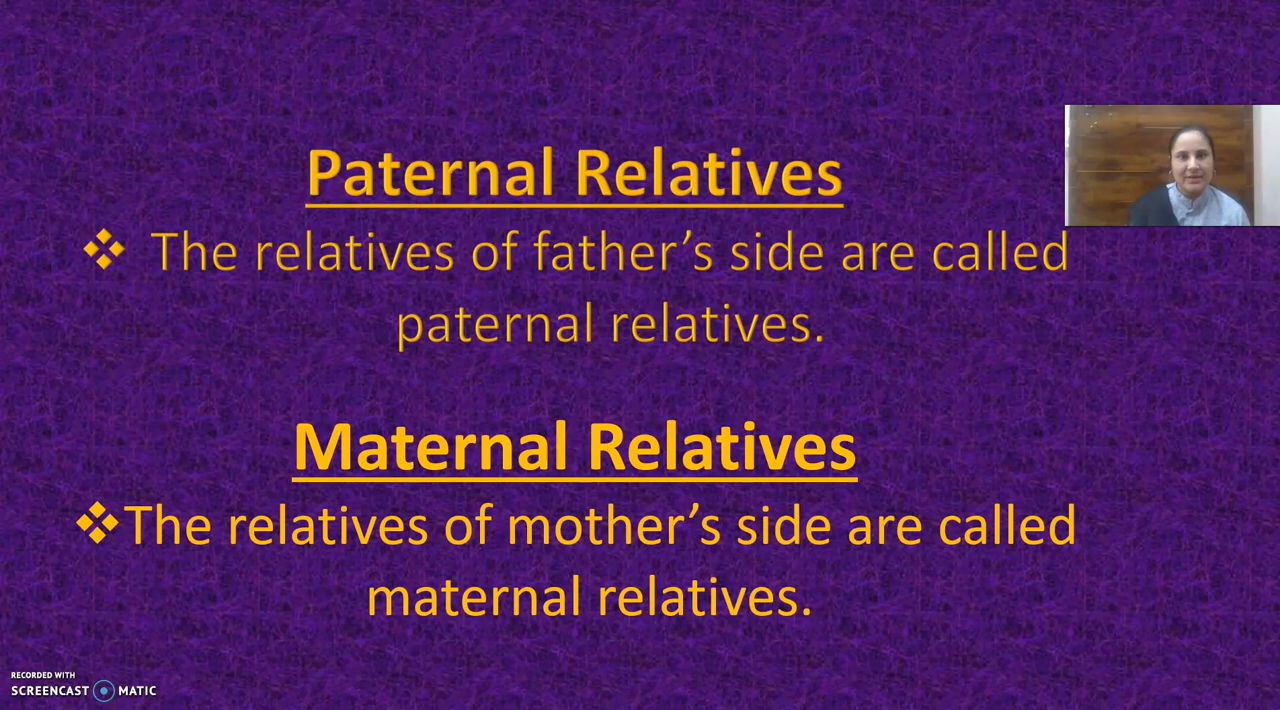 Paternal Relatives
❖ The relatives of father’s side are called
paternal relatives.
Maternal Relatives
❖The relatives of mother’s side are called
maternal relatives.
RECORDED WITH
SCREENCAST MATIC